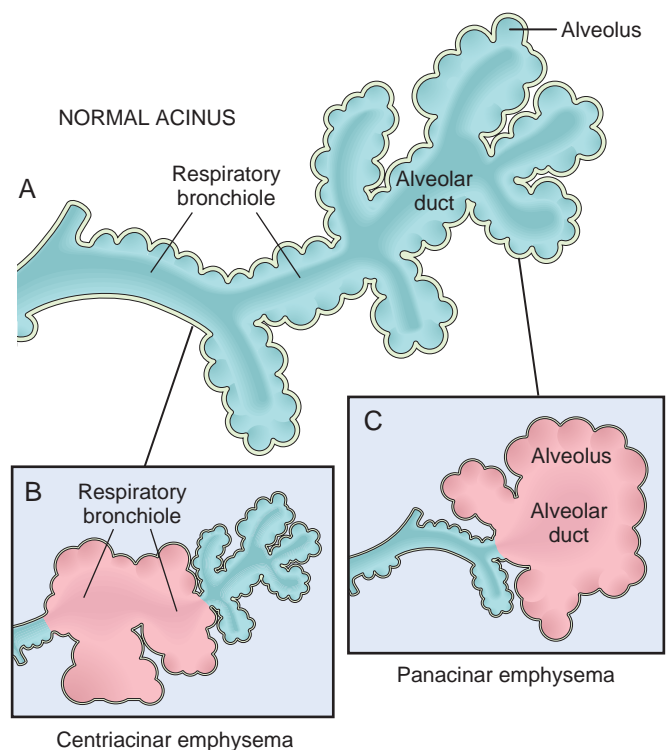 Alveolus
NORMAL ACINUS
A
Respiratory
bronchiole
Alveolar
duct
B
Respiratory
bronchiole
Centriacinar emphysema
C
Alveolus
Alveolar
duct
Panacinar emphysema